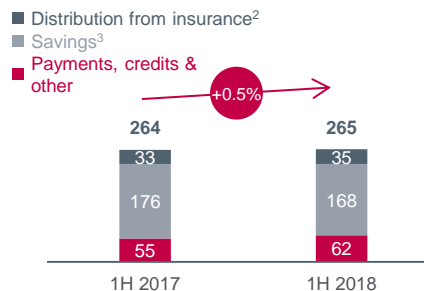 Distribution from insurance²
Savings³
Payments, credits &
other
+0.5%
264
265
33
35
176
168
55
62
1H 2017
1H 2018